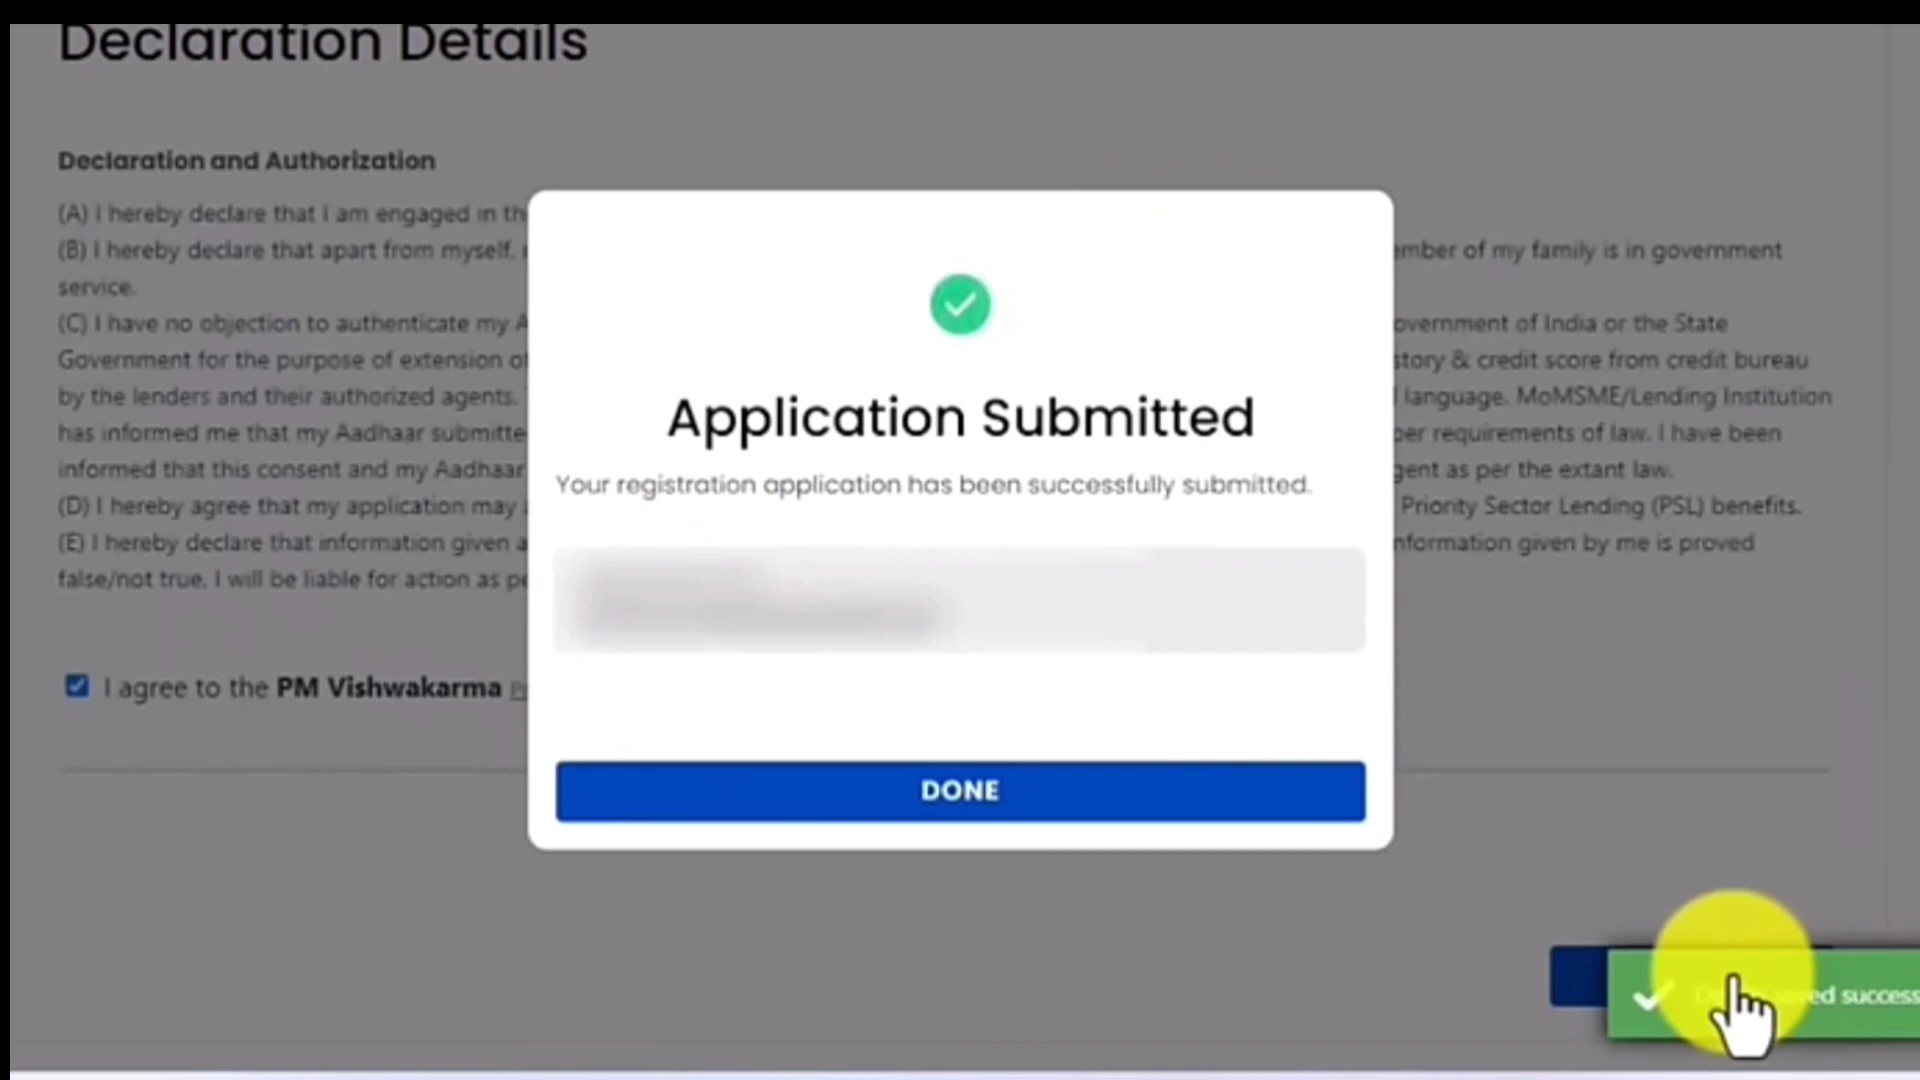 Declaration Details
Declaration and Authorization
(A) I hereby declare that I am engaged in th
(B) I hereby declare that apart from myself,
ember of my family is in government
service.
(C) I have no objection to authenticate my A
overnment of India or the State
Government for the purpose of extension of
story & credit score from credit bureau
by the lenders and their authorized agents.
language. MoMSME/Lending Institution
has informed me that my Aadhaar submitte
per requirements of law. I have been
informed that this consent and my Aadhaar
gent as per the extant law.
(D) I hereby agree that my application may
Priority Sector Lending (PSL) benefits.
(E) I hereby declare that information given a
nformation given by me is proved
false/not true, I will be liable for action as pe
I agree to the PM Vishwakarma
Application Submitted
Your registration application has been successfully submitted.
DONE
ed success